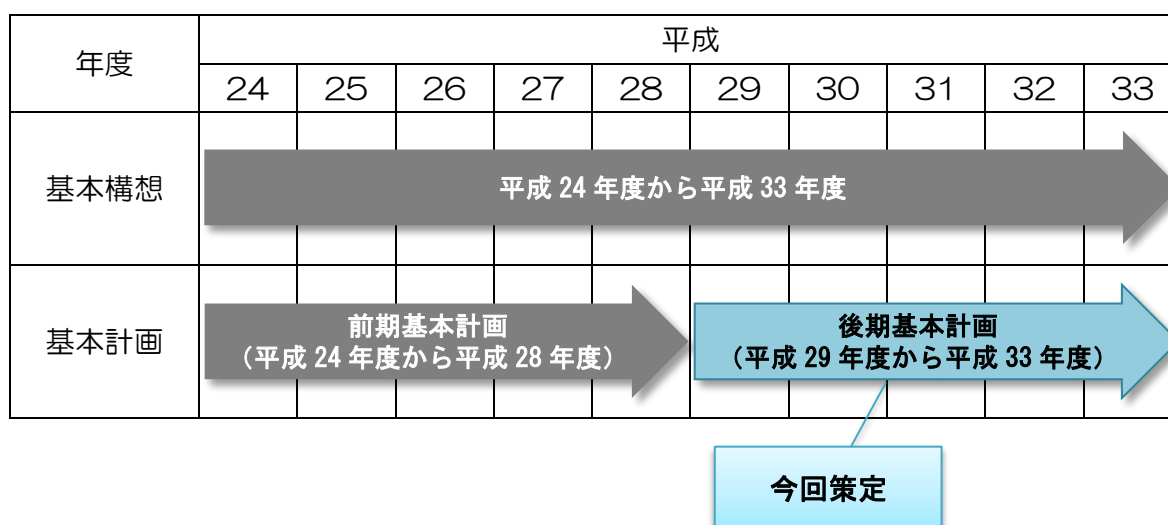 年度
平成
24 25 26 27 28 29 30 31 32 33
基本構想
平成 24 年度から平成 33 年度
基本計画
前期基本計画
（平成 24 年度から平成 28 年度）
後期基本計画
（平成 29 年度から平成 33 年度）
今回策定